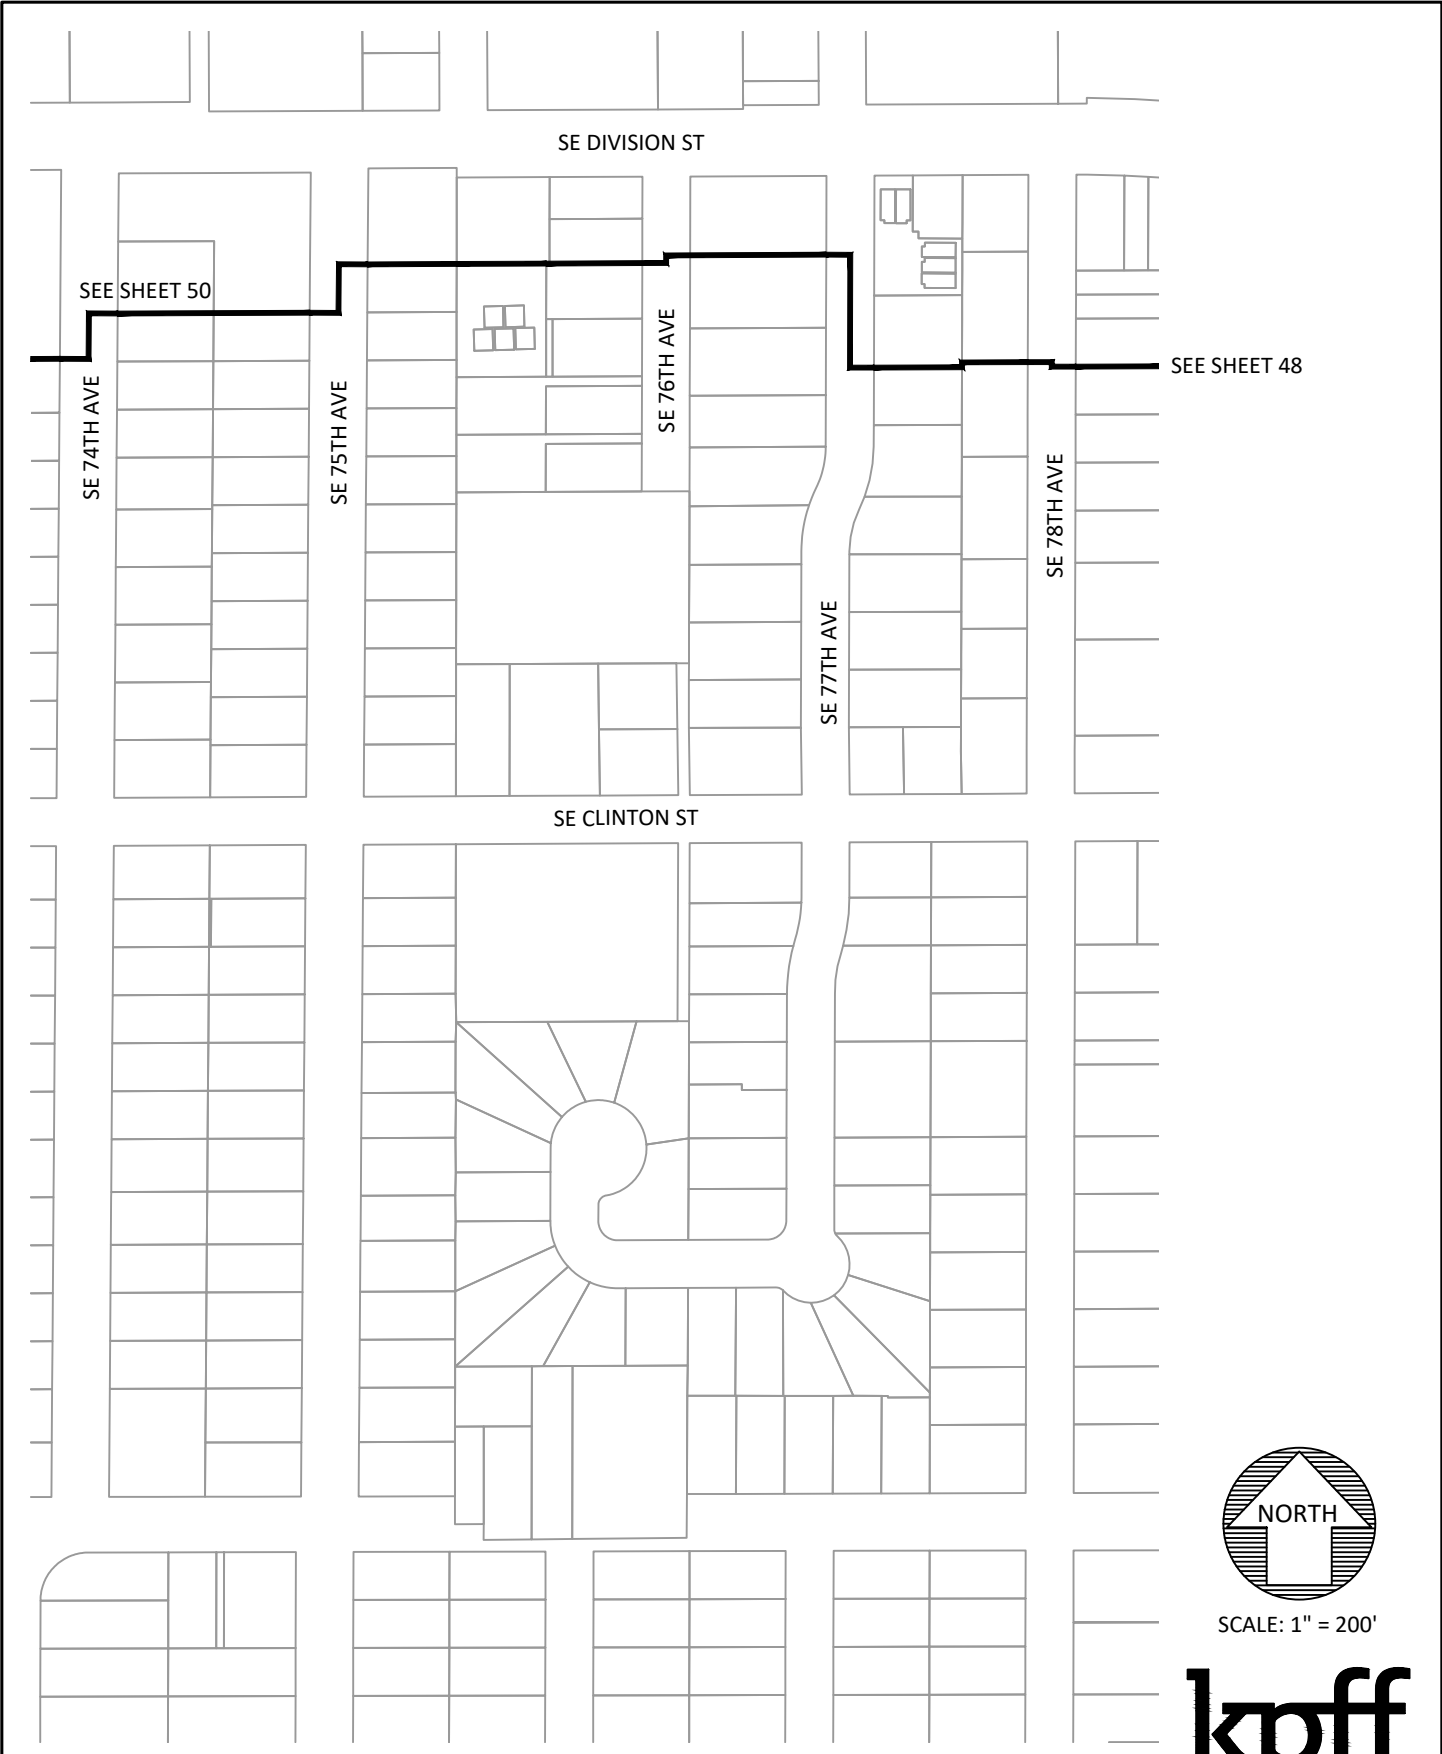 SE DIVISION ST
SEE SHEET 50
SEE SHEET 48
SE 74TH AVE
SE 75TH AVE
SE 76TH AVE
SE 77TH AVE
SE 78TH AVE
SE CLINTON ST
NORTH
SCALE: 1" = 200'
kpff